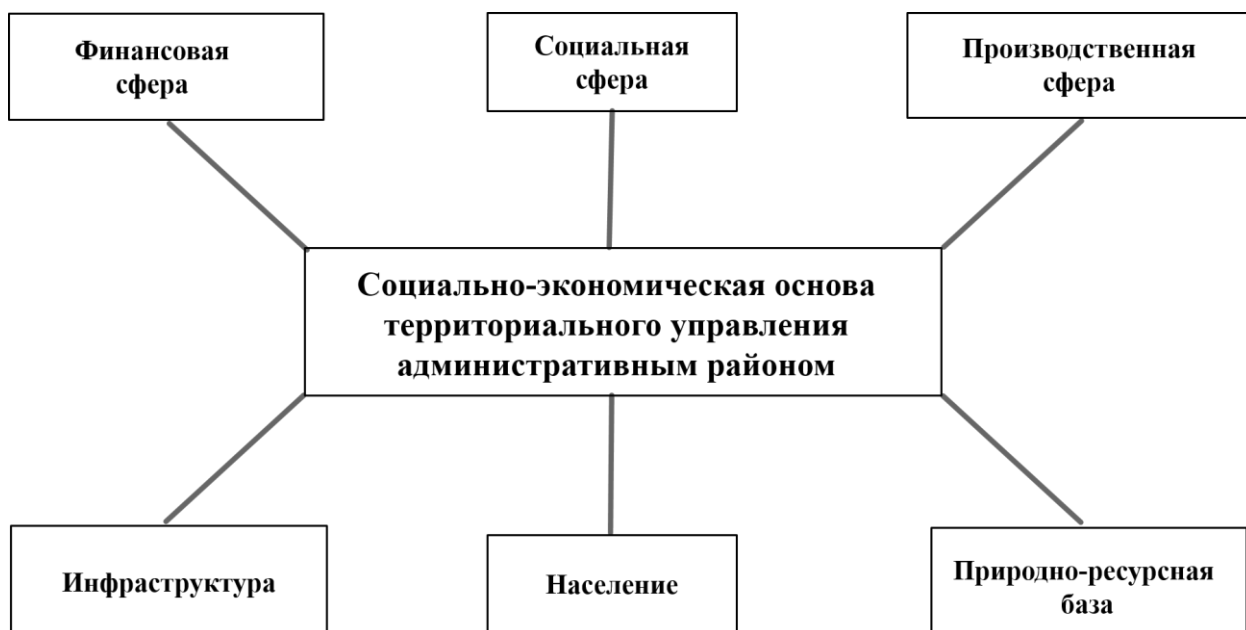 Финансовая
сфера
Социальная
сфера
Производственная
сфера
Социально-экономическая основа
территориального управления
административным районом
Инфраструктура
Население
Природно-ресурсная
база